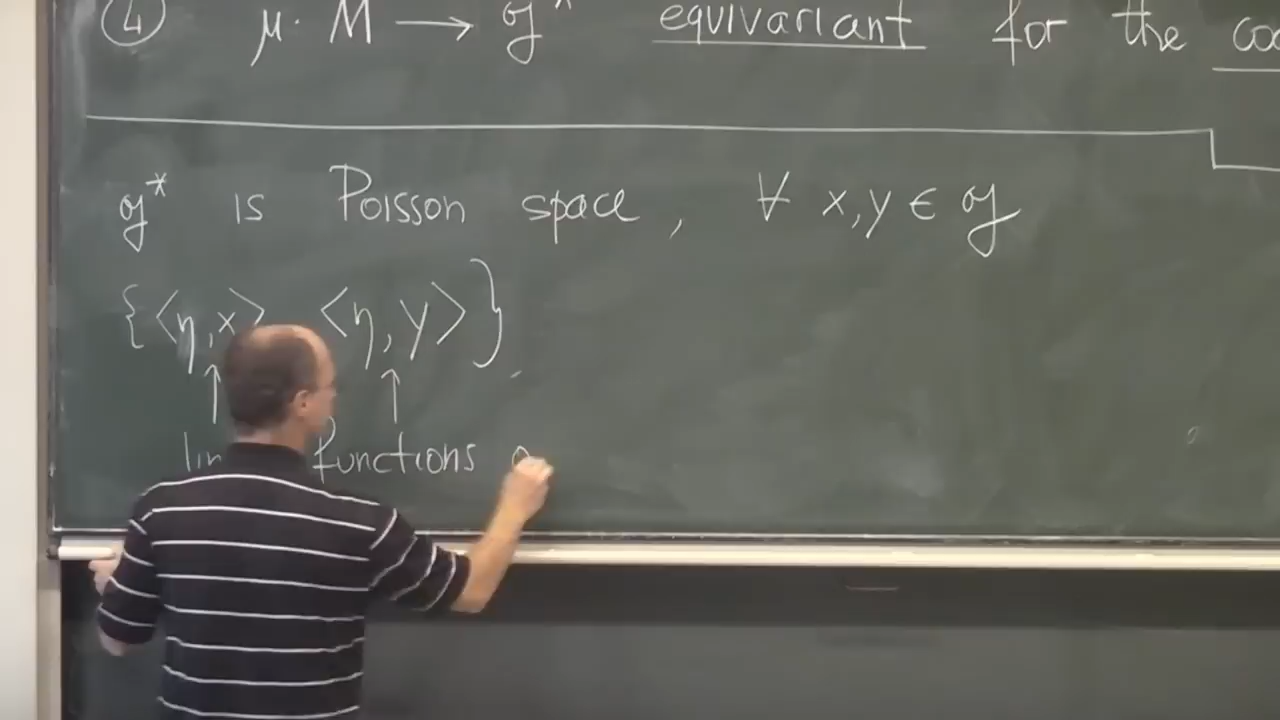 ④ μ: M → 𝔤* equivariant for the
𝔤* is Poisson space, ∀ x,y ∈ 𝔤
{<η,x> <η,y>}
↑ ↑
functions